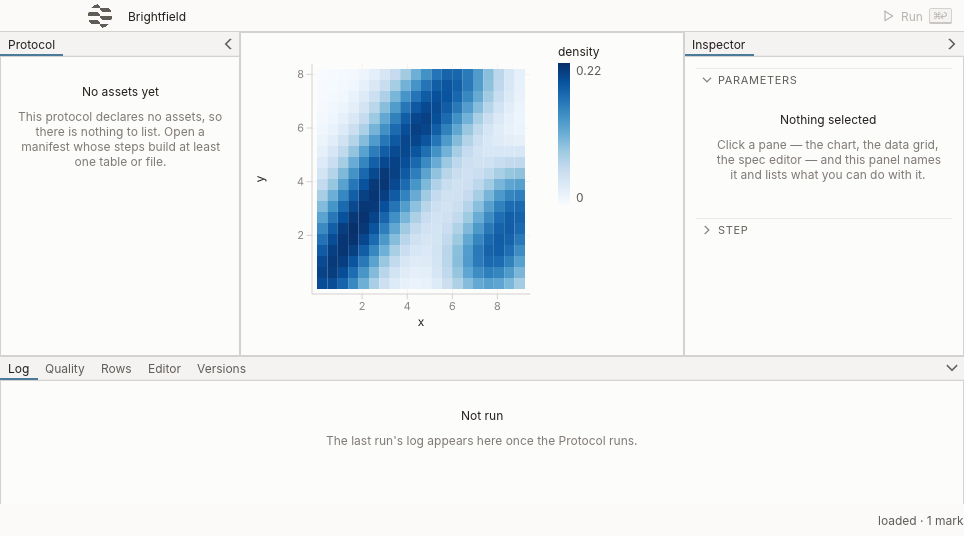 Brightfield
Run
Protocol
Inspector
No assets yet
This protocol declares no assets, so
there is nothing to list. Open a
manifest whose steps build at least
one table or file.
density
0.22
0
8
6
4
2
y
2 4 6 8
x
PARAMETERS
Nothing selected
Click a pane — the chart, the data grid,
the spec editor — and this panel names
it and lists what you can do with it.
STEP
Log Quality Rows Editor Versions
Not run
The last run's log appears here once the Protocol runs.
loaded · 1 mark